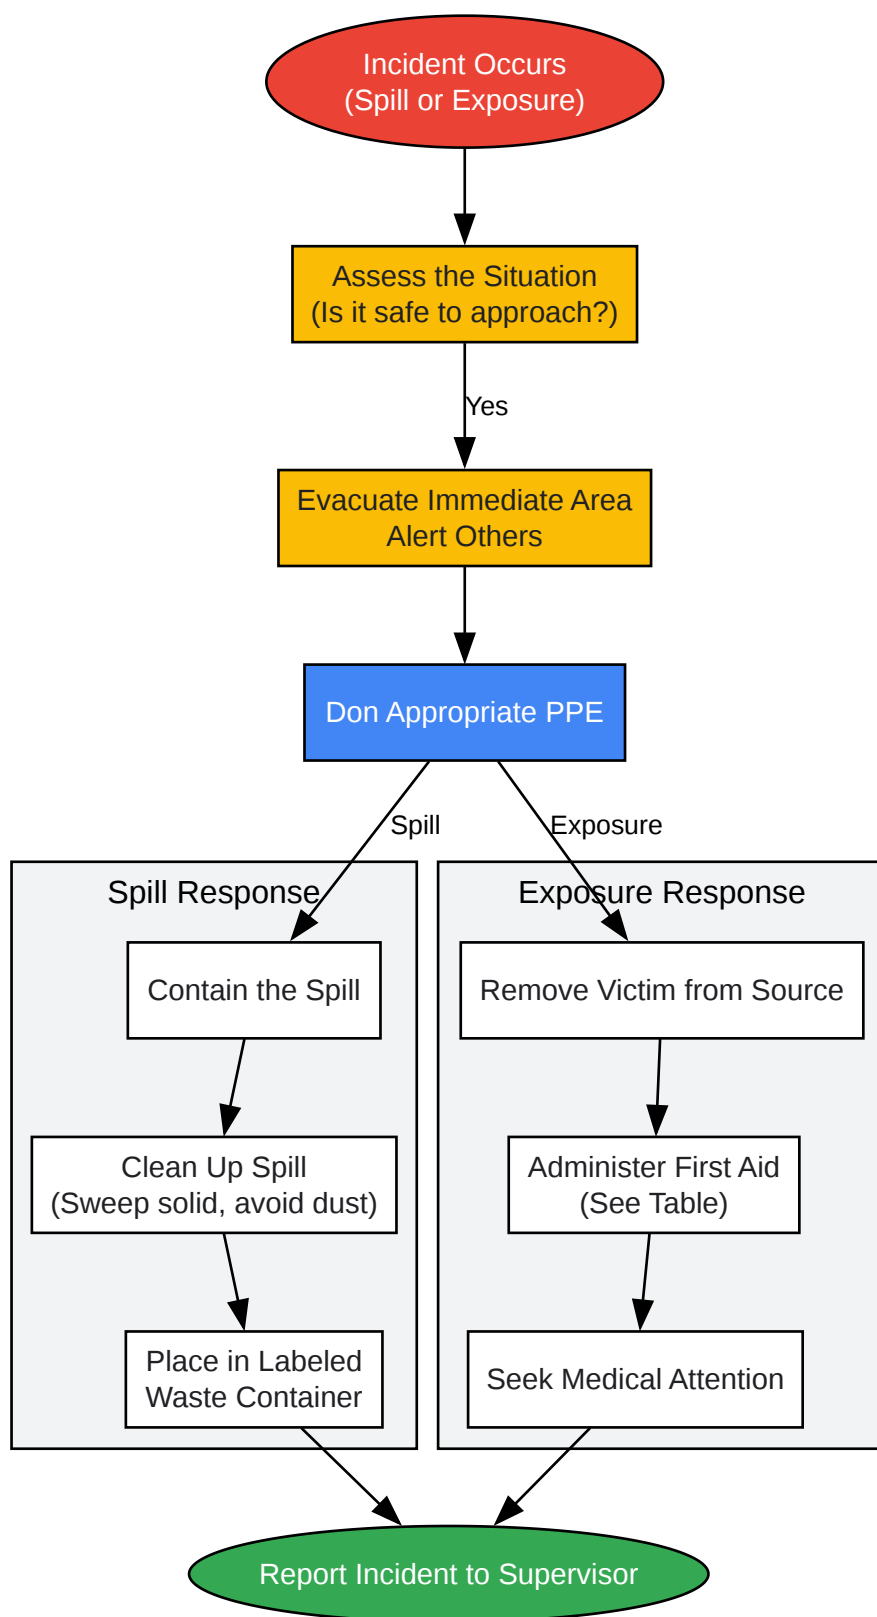 Incident Occurs
(Spill or Exposure)
Assess the Situation
(Is it safe to approach?)
Yes
Evacuate Immediate Area
Alert Others
Don Appropriate PPE
Spill
Exposure
Spill Response
Contain the Spill
Clean Up Spill
(Sweep solid, avoid dust)
Place in Labeled
Waste Container
Exposure Response
Remove Victim from Source
Administer First Aid
(See Table)
Seek Medical Attention
Report Incident to Supervisor